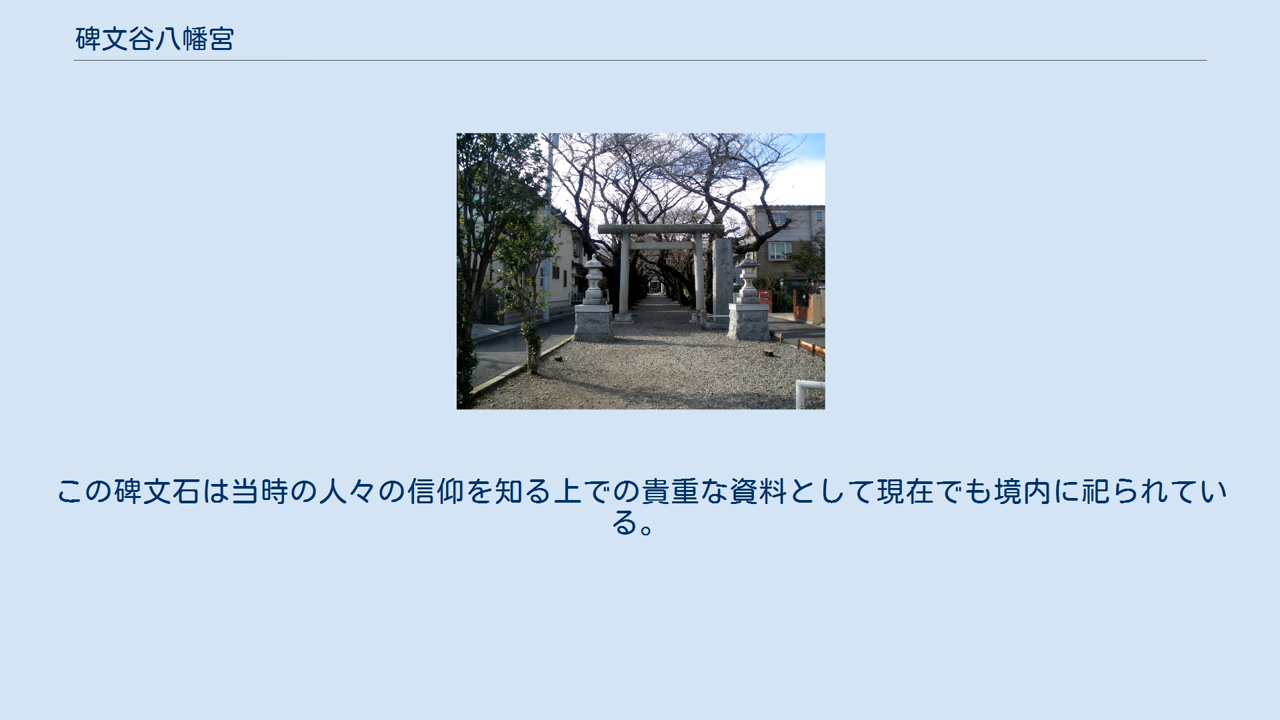 碑文谷八幡宮
この碑文石は当時の人々の信仰を知る上での貴重な資料として現在でも境内に祀られてい
る。